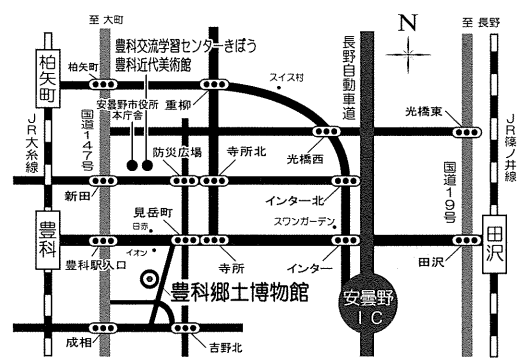 至 大町
N
至 長野
豊科交流学習センターきぼう
豊科近代美術館
柏矢町
柏矢町
スイス村
長野自動車道
安曇野市役所
本庁舎
重柳
国道147号
JR大糸線
光橋東
JR篠ノ井線
防災広場
寺所北
光橋西
国道19号
新田
インター北
見岳町
日赤
スワンガーデン
豊科
イオン
田沢
豊科駅入口
寺所
インター
田沢
豊科郷土博物館
安曇野
IC
成相
吉野北